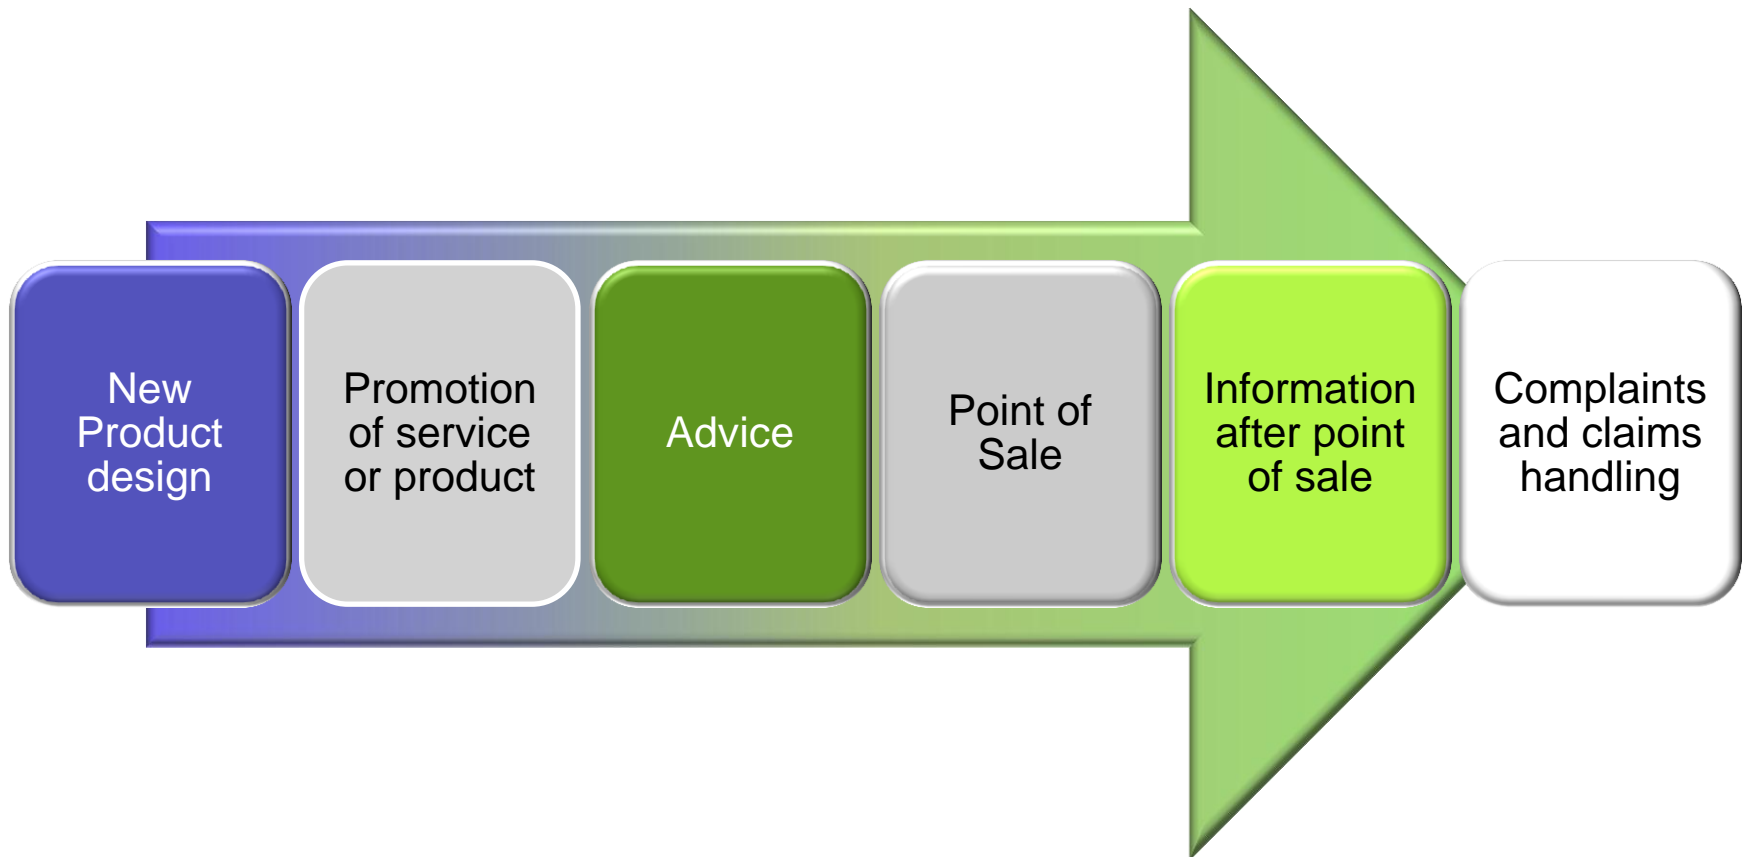 New
Product
design
Promotion
of service
or product
Advice
Point of
Sale
Information
after point
of sale
Complaints
and claims
handling